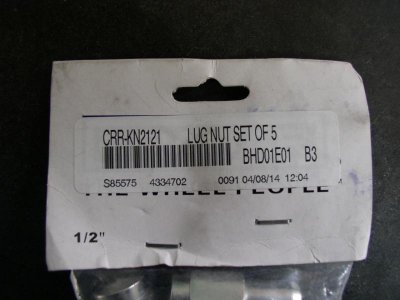 CRR-KN2121 LUG NUT SET OF 5
BHD01E01 B3
S85575 4334702 0091 04/08/14 12:04
THE WHEEL PEOPLE
1/2"